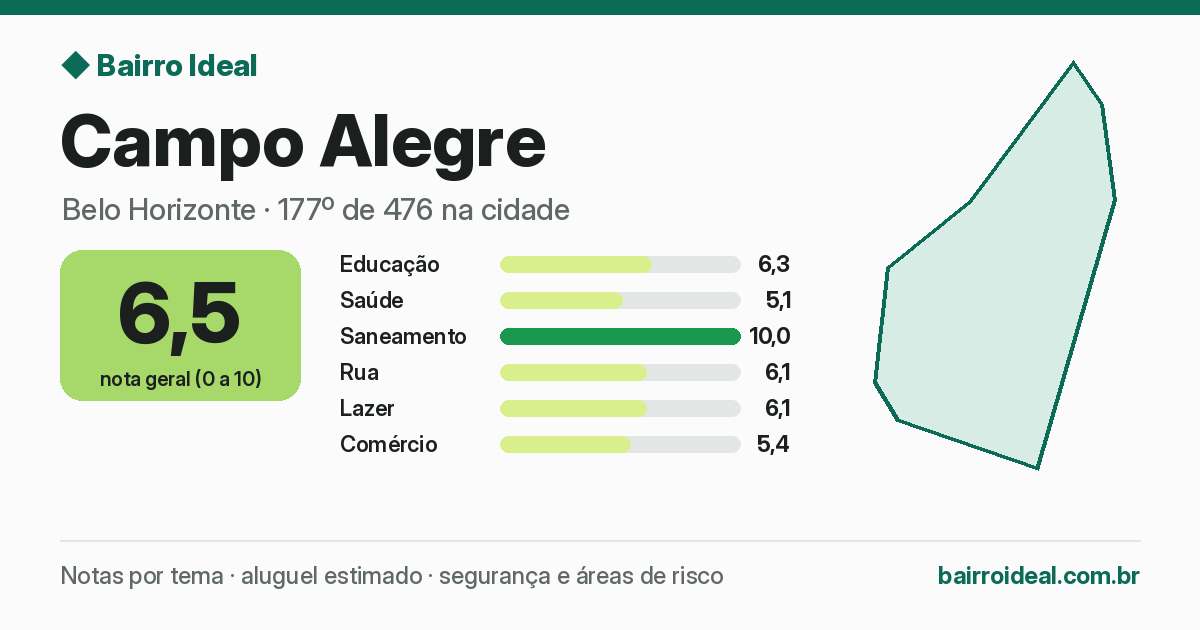 Bairro Ideal
Campo Alegre
Belo Horizonte · 177º de 476 na cidade
6,5
nota geral (0 a 10)
Educação 6,3
Saúde 5,1
Saneamento 10,0
Rua 6,1
Lazer 6,1
Comércio 5,4
Notas por tema · aluguel estimado · segurança e áreas de risco
bairroideal.com.br